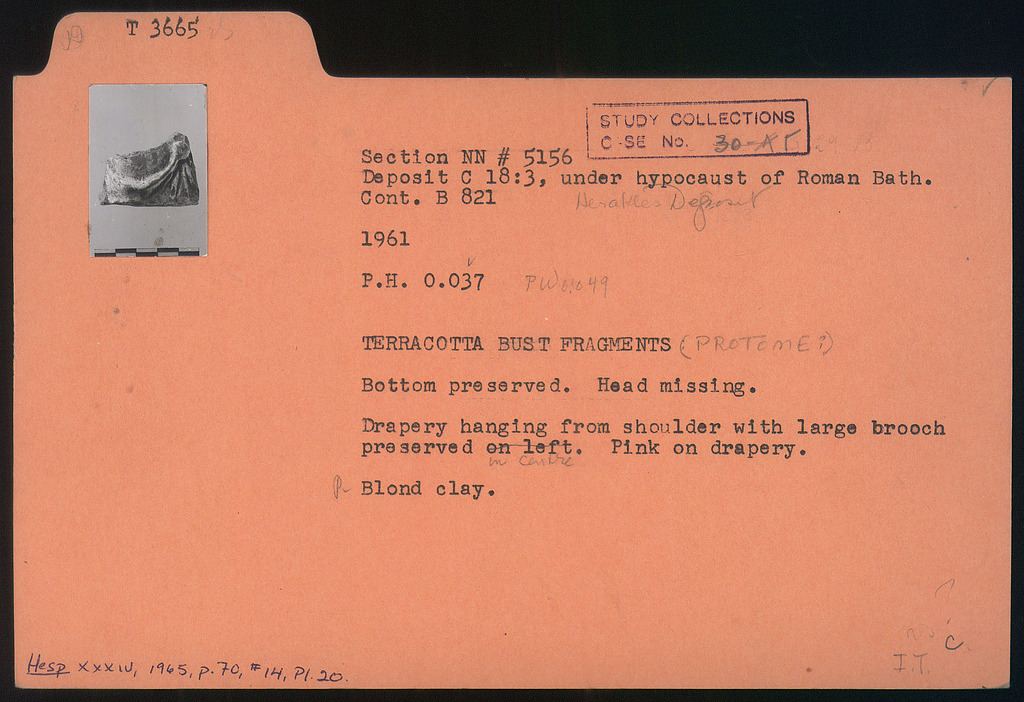 T 3665
STUDY COLLECTIONS
C-SE No. 30-
Section NN # 5156
Deposit C 18:3, under hypocaust of Roman Bath.
Cont. B 821 Herakles Deposit
1961
P.H. 0.037 PW 0.049
TERRACOTTA BUST FRAGMENTS (PROTOME?)
Bottom preserved. Head missing.
Drapery hanging from shoulder with large brooch
preserved on left. Pink on drapery.
in centre
P- Blond clay.
C.
I.T.
Hesp XXXIV, 1965, p.70, #14, Pl. 20.